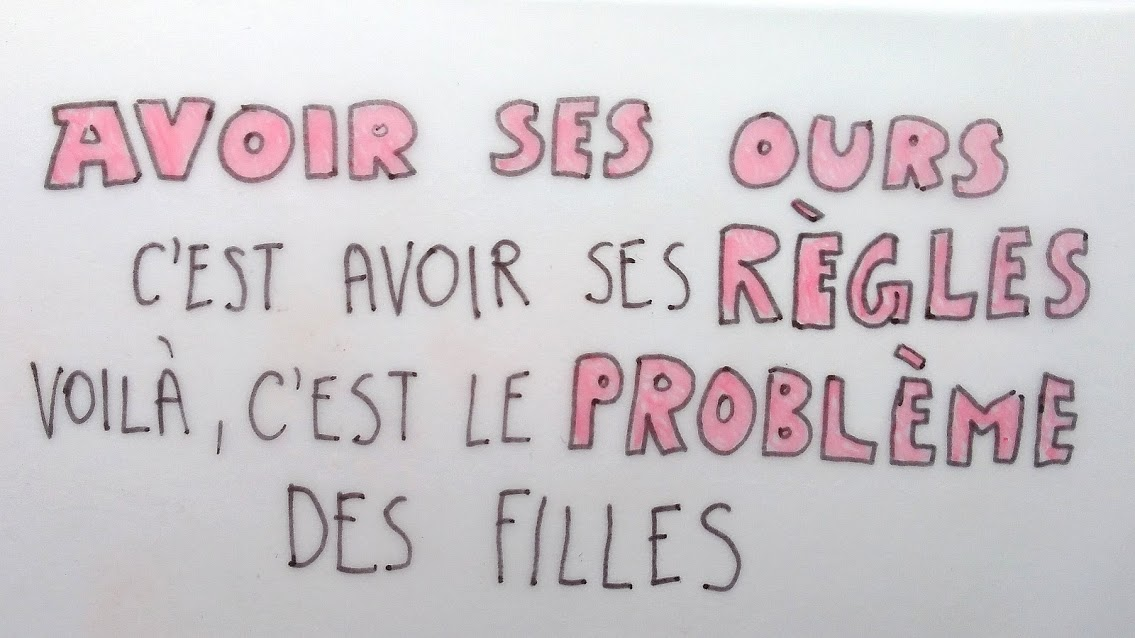 AVOIR SES OURS
C'EST AVOIR SES RÈGLES
VOILÀ, C'EST LE PROBLÈME
DES FILLES